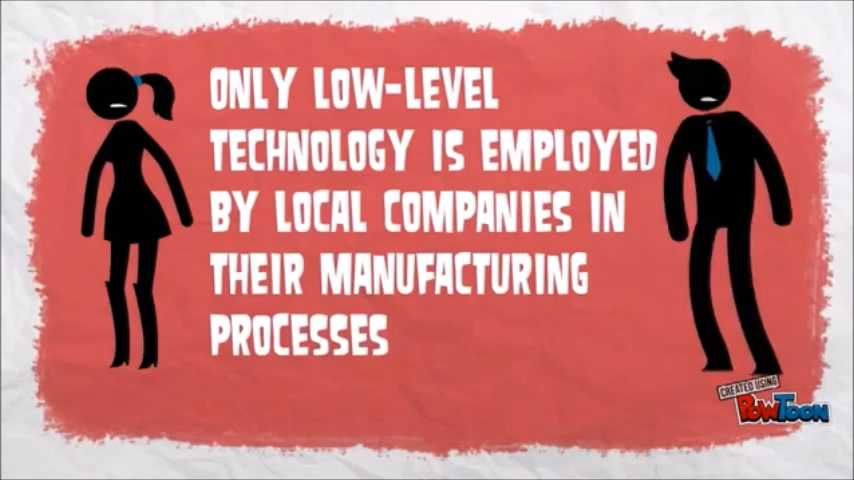 ONLY LOW-LEVEL
TECHNOLOGY IS EMPLOYED
BY LOCAL COMPANIES IN
THEIR MANUFACTURING
PROCESSES
CREATED USING
POWTOON